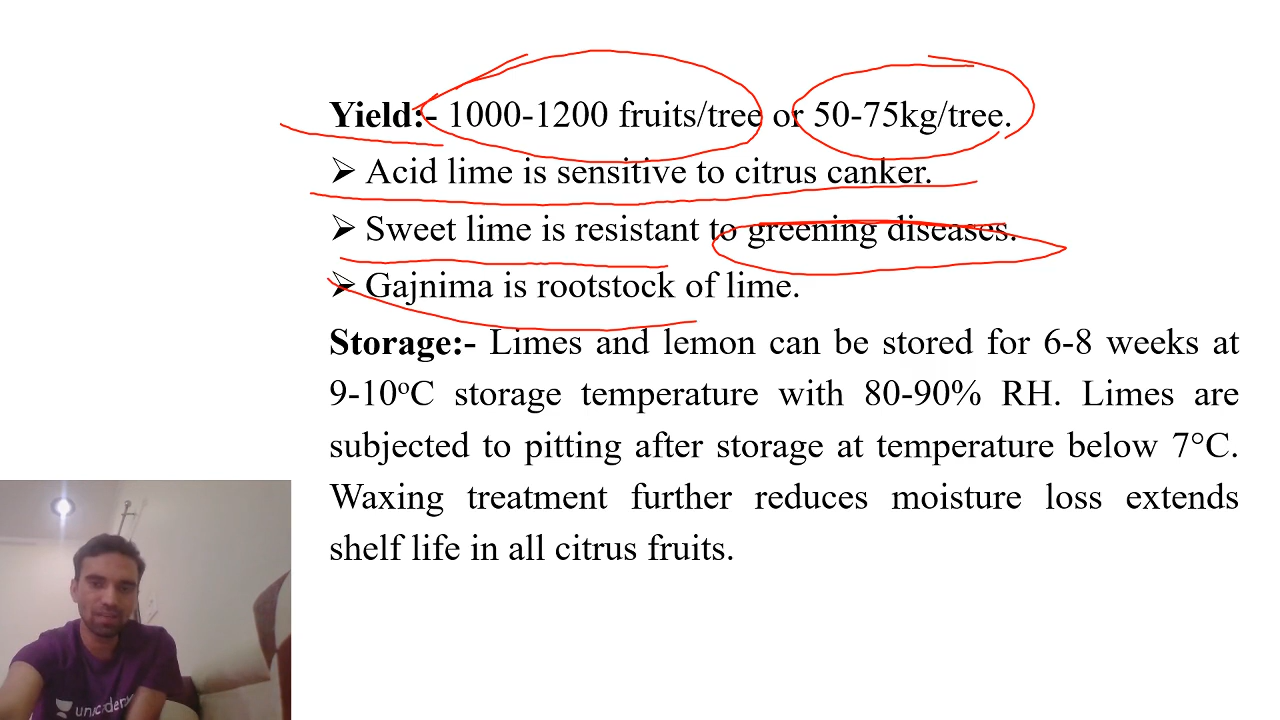 Yield:- 1000-1200 fruits/tree or 50-75kg/tree.
➢ Acid lime is sensitive to citrus canker.
➢ Sweet lime is resistant to greening diseases.
➢ Gajnima is rootstock of lime.
Storage:- Limes and lemon can be stored for 6-8 weeks at
9-10°C storage temperature with 80-90% RH. Limes are
subjected to pitting after storage at temperature below 7°C.
Waxing treatment further reduces moisture loss extends
shelf life in all citrus fruits.
unacademy